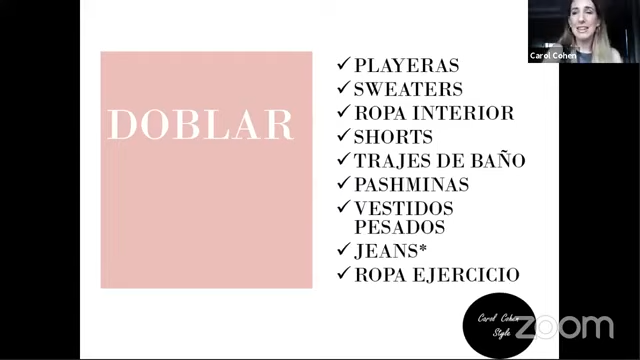 Carol Cohen
DOBLAR
✓ PLAYERAS
✓ SWEATERS
✓ ROPA INTERIOR
✓ SHORTS
✓ TRAJES DE BAÑO
✓ PASHMINAS
✓ VESTIDOS
PESADOS
✓ JEANS*
✓ ROPA EJERCICIO
Carol Cohen
Style
zoom